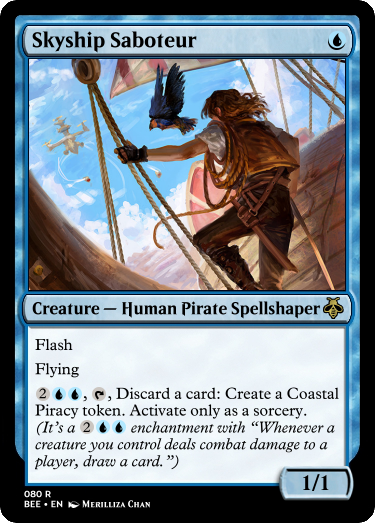 Skyship Saboteur
Creature — Human Pirate Spellshaper
Flash
Flying
2, Discard a card: Create a Coastal
Piracy token. Activate only as a sorcery.
(It's a 2 enchantment with “Whenever a
creature you control deals combat damage to a
player, draw a card.”)
1/1
080 R
BEE • EN Merilliza Chan